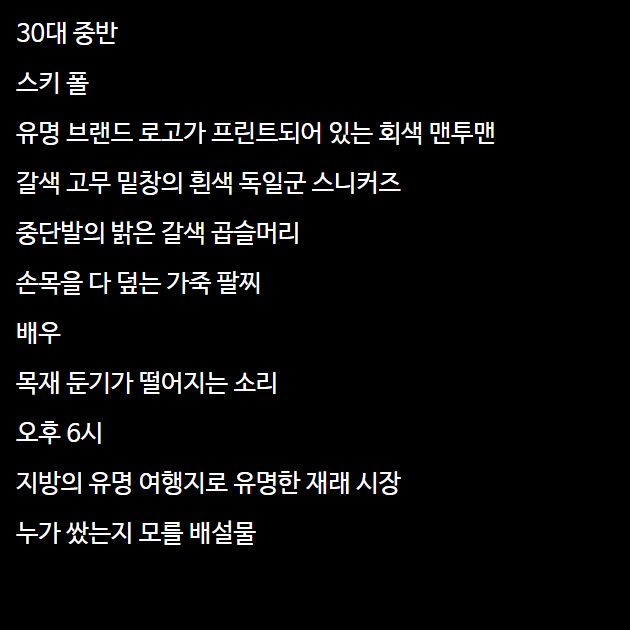 30대 중반
스키 폴
유명 브랜드 로고가 프린트되어 있는 회색 맨투맨
갈색 고무 밑창의 흰색 독일군 스니커즈
중단발의 밝은 갈색 곱슬머리
손목을 다 덮는 가죽 팔찌
배우
목재 둔기가 떨어지는 소리
오후 6시
지방의 유명 여행지로 유명한 재래 시장
누가 쌌는지 모를 배설물